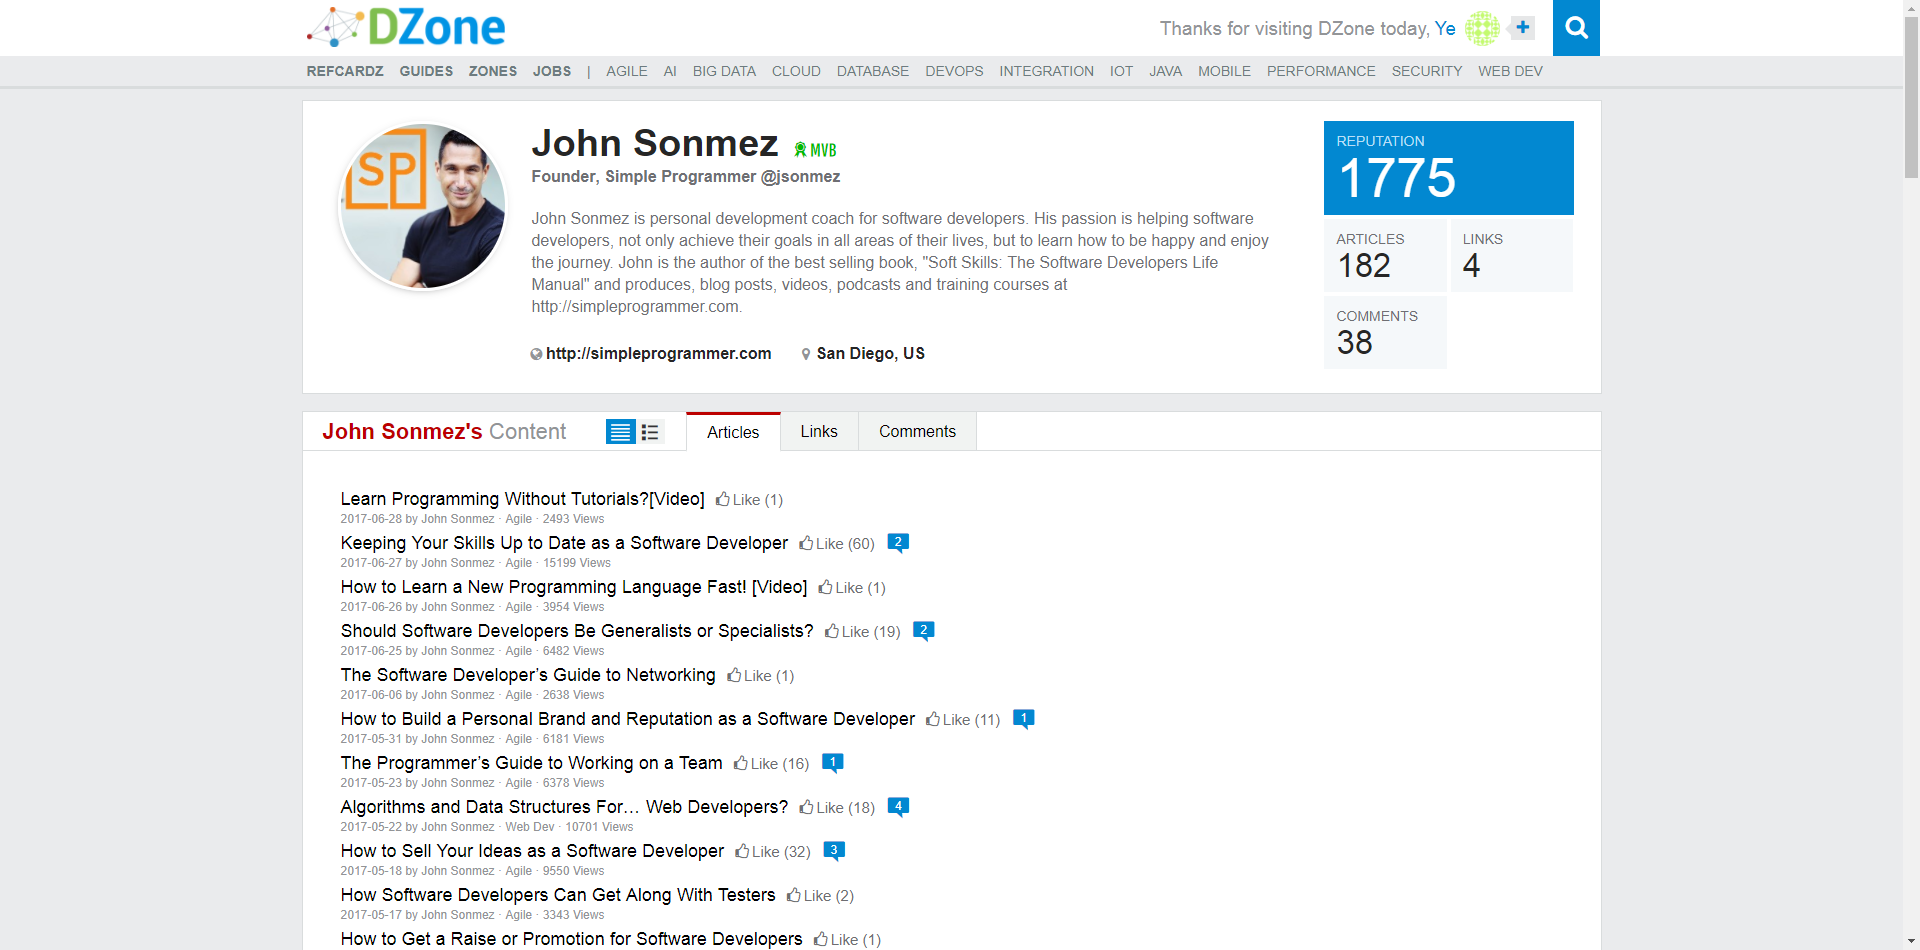 DZone
Thanks for visiting DZone today, Ye
REFCARDZ GUIDES ZONES JOBS | AGILE AI BIG DATA CLOUD DATABASE DEVOPS INTEGRATION IOT JAVA MOBILE PERFORMANCE SECURITY WEB DEV
SP
John Sonmez MVB
Founder, Simple Programmer @jsonmez
John Sonmez is personal development coach for software developers. His passion is helping software
developers, not only achieve their goals in all areas of their lives, but to learn how to be happy and enjoy
the journey. John is the author of the best selling book, "Soft Skills: The Software Developers Life
Manual" and produces, blog posts, videos, podcasts and training courses at
http://simpleprogrammer.com.
http://simpleprogrammer.com San Diego, US
REPUTATION
1775
ARTICLES LINKS
182 4
COMMENTS
38
John Sonmez's Content Articles Links Comments
Learn Programming Without Tutorials?[Video] Like (1)
2017-06-28 by John Sonmez · Agile · 2493 Views
Keeping Your Skills Up to Date as a Software Developer Like (60) 2
2017-06-27 by John Sonmez · Agile · 15199 Views
How to Learn a New Programming Language Fast! [Video] Like (1)
2017-06-26 by John Sonmez · Agile · 3954 Views
Should Software Developers Be Generalists or Specialists? Like (19) 2
2017-06-25 by John Sonmez · Agile · 6482 Views
The Software Developer’s Guide to Networking Like (1)
2017-06-06 by John Sonmez · Agile · 2638 Views
How to Build a Personal Brand and Reputation as a Software Developer Like (11) 1
2017-05-31 by John Sonmez · Agile · 6181 Views
The Programmer’s Guide to Working on a Team Like (16) 1
2017-05-23 by John Sonmez · Agile · 6378 Views
Algorithms and Data Structures For… Web Developers? Like (18) 4
2017-05-22 by John Sonmez · Web Dev · 10701 Views
How to Sell Your Ideas as a Software Developer Like (32) 3
2017-05-18 by John Sonmez · Agile · 9550 Views
How Software Developers Can Get Along With Testers Like (2)
2017-05-17 by John Sonmez · Agile · 3343 Views
How to Get a Raise or Promotion for Software Developers Like (1)